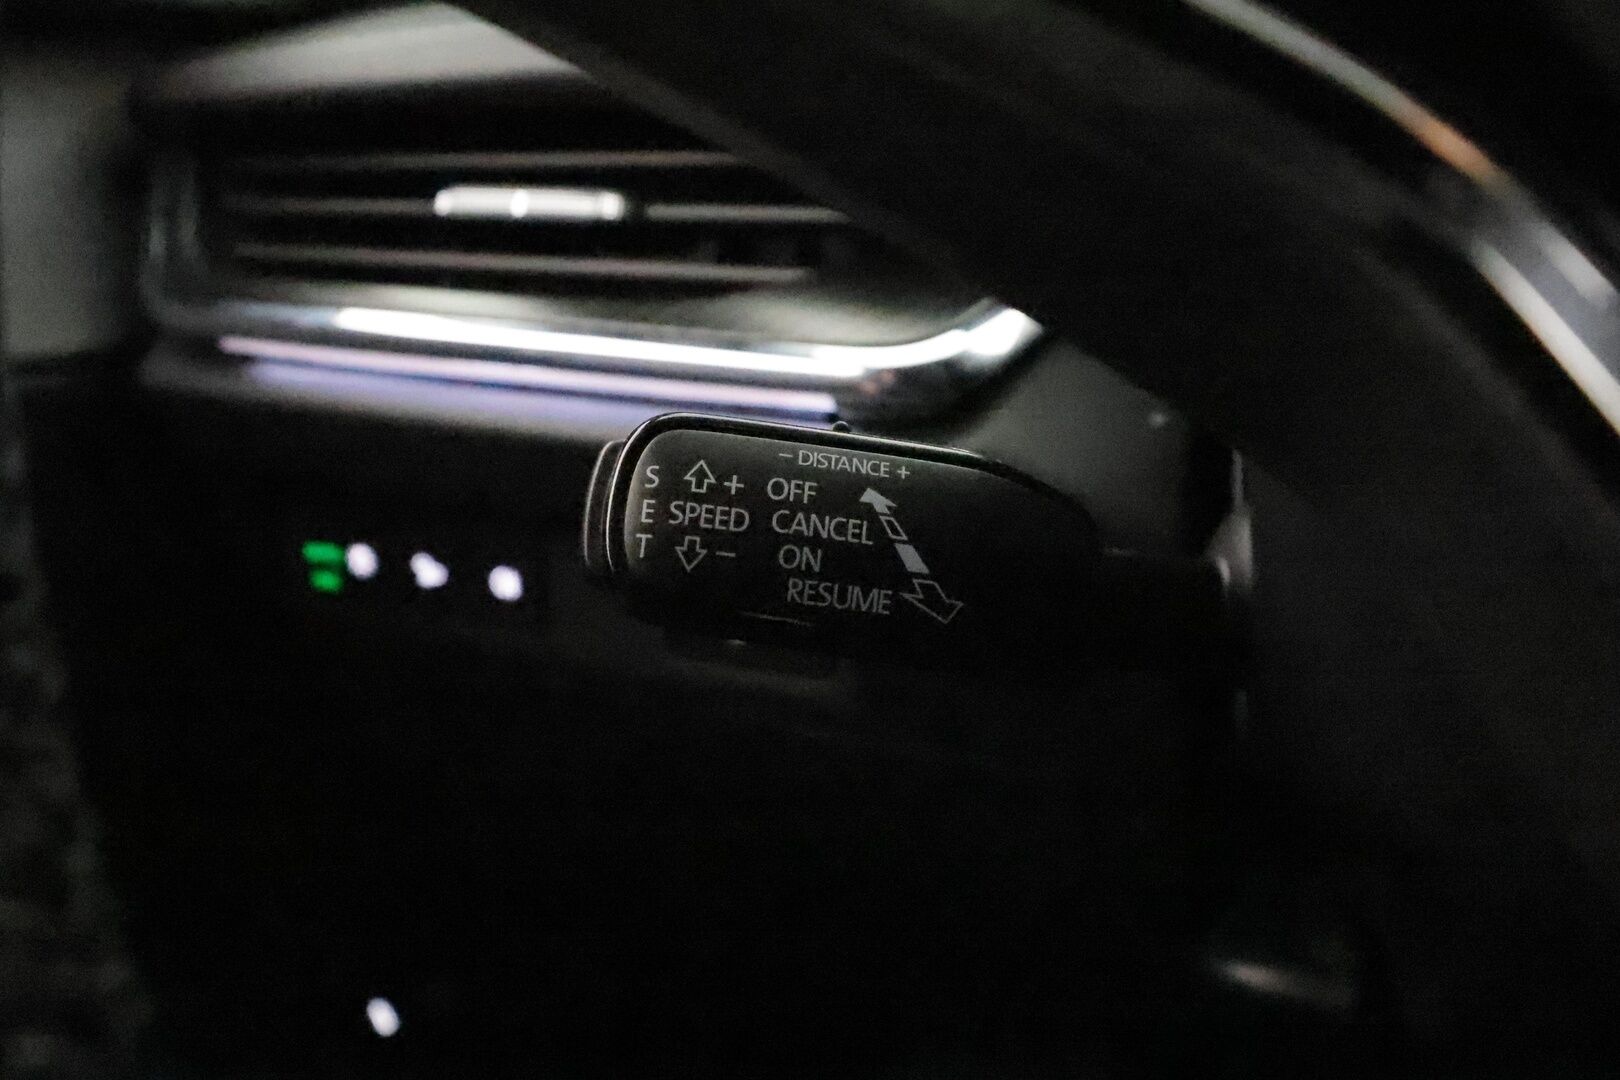 − DISTANCE +
S + OFF
E SPEED CANCEL
T − ON
RESUME